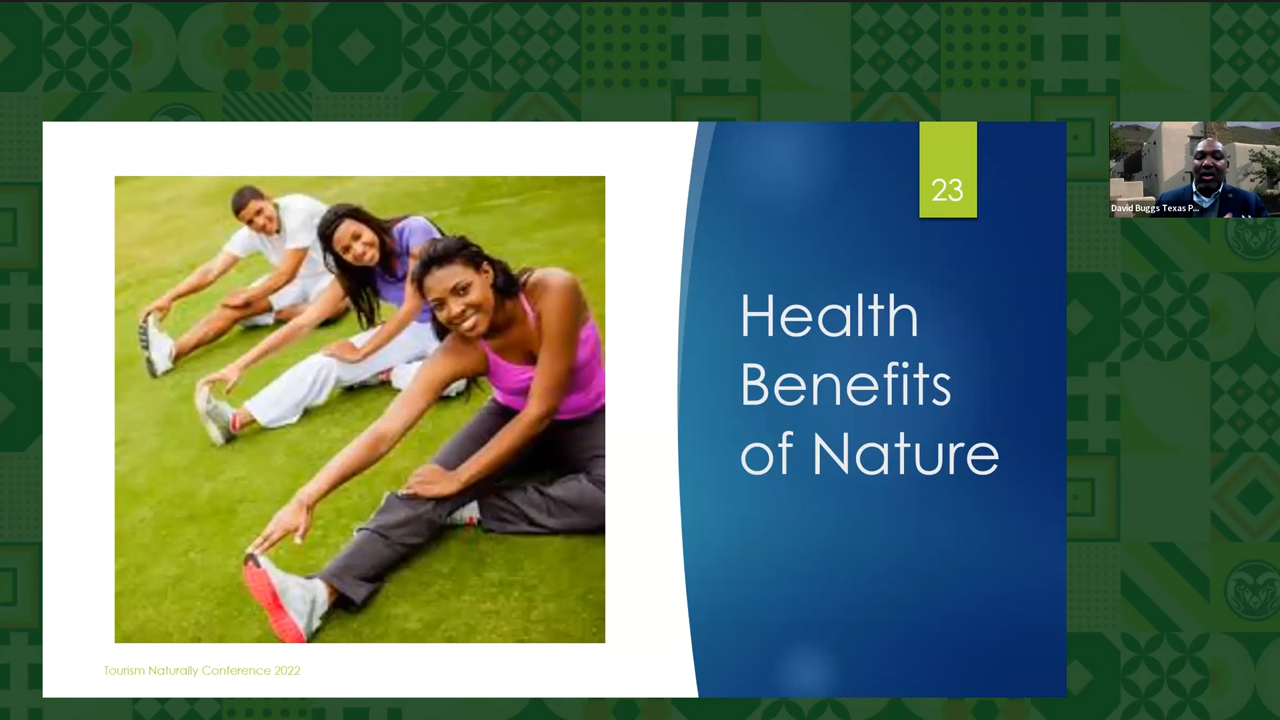 23
Health
Benefits
of Nature
David Buggs Texas P...
Tourism Naturally Conference 2022